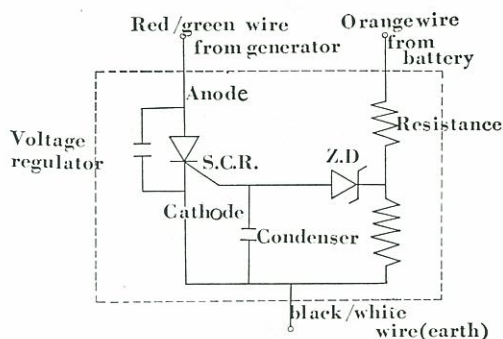 Red/green wire
from generator
Orange wire
from
battery
Anode
Resistance
Voltage
regulator
S.C.R.
Z.D
Cathode
Condenser
black/white
wire(earth)